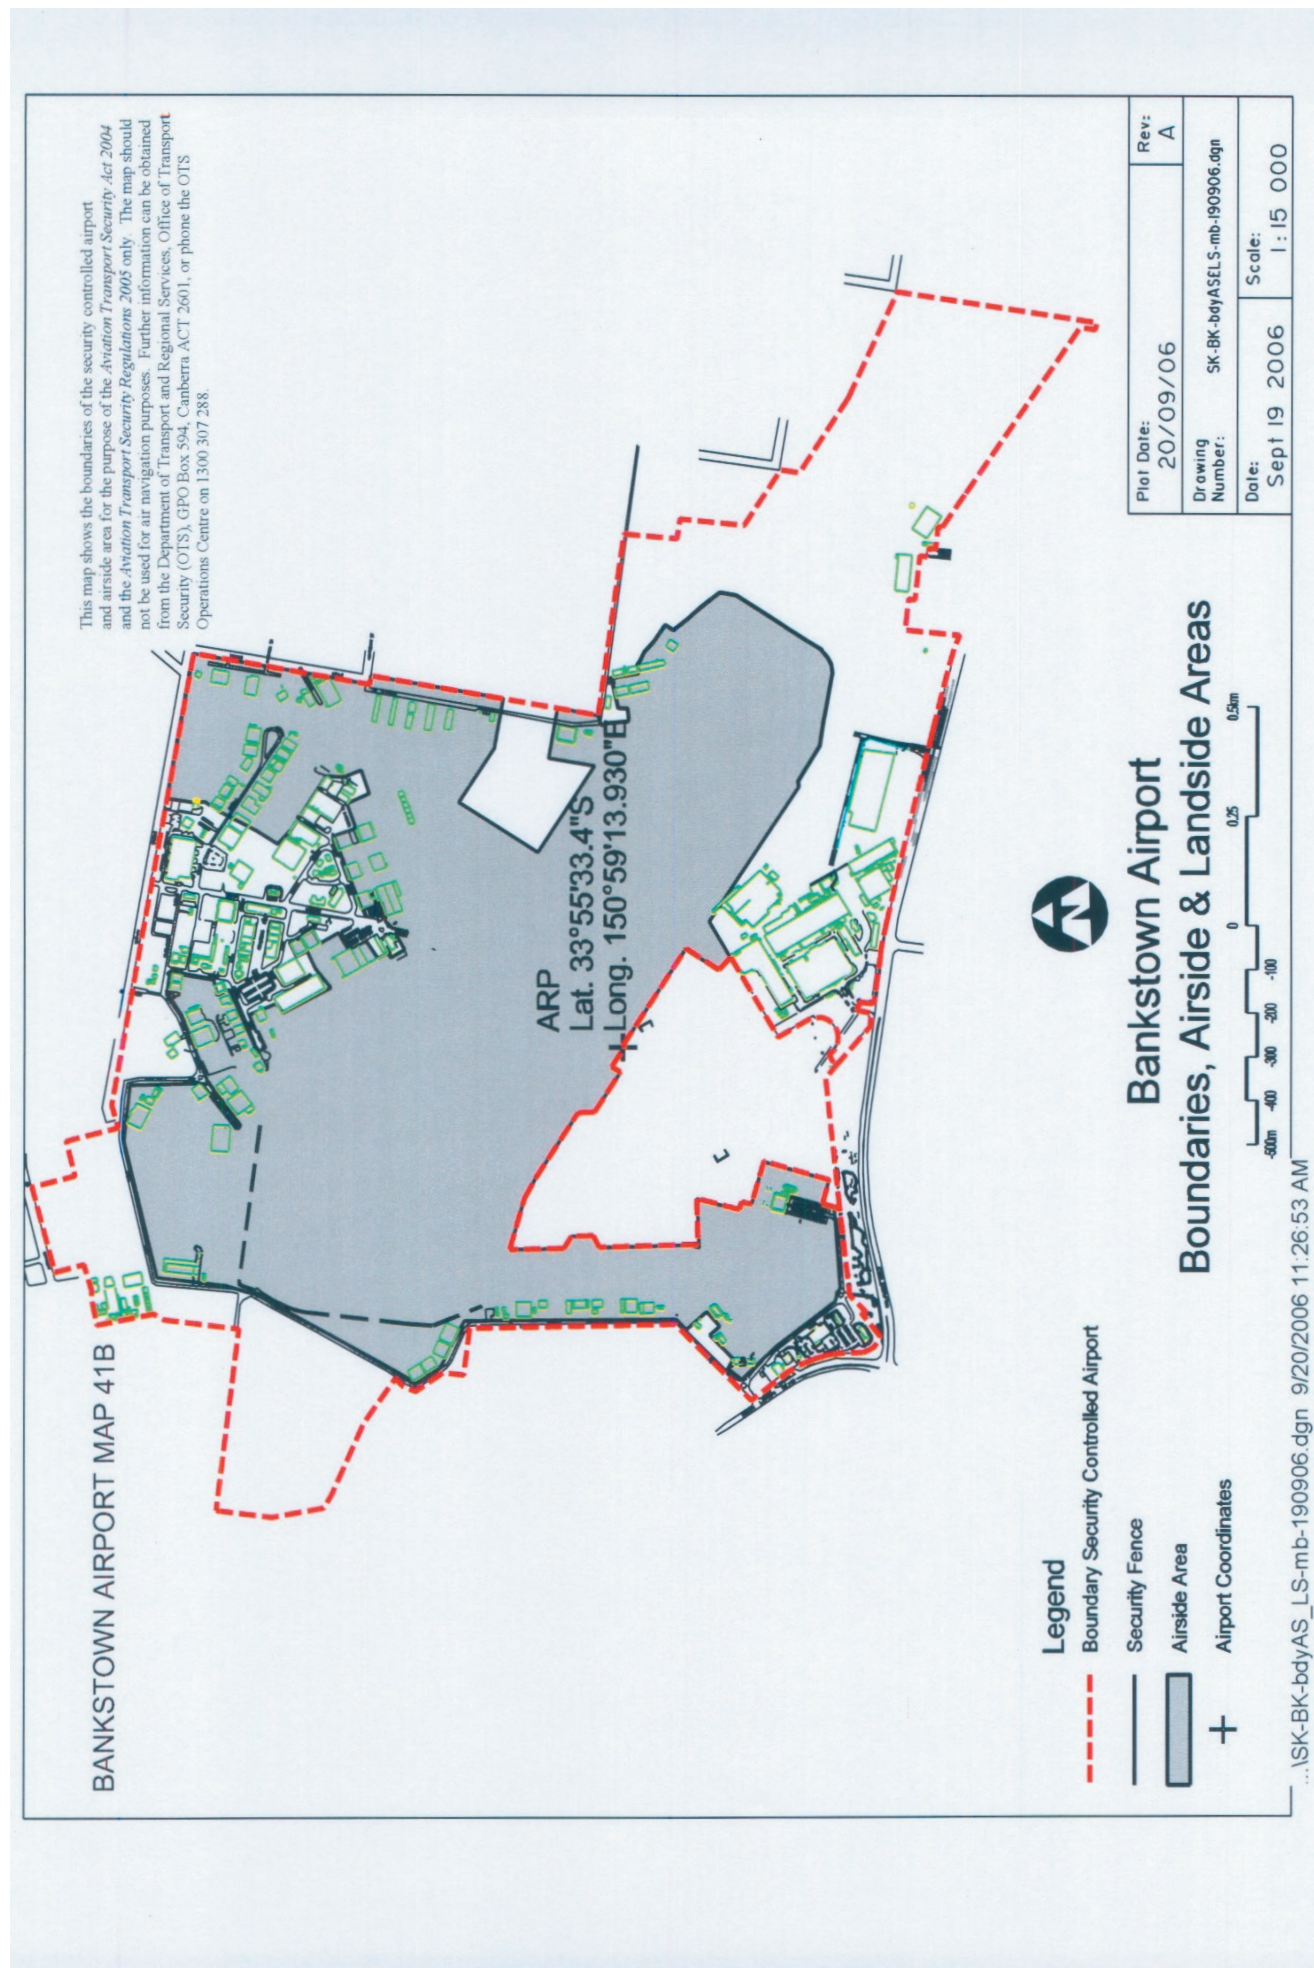 BANKSTOWN AIRPORT MAP 41B
This map shows the boundaries of the security controlled airport
and airside area for the purpose of the Aviation Transport Security Act 2004
and the Aviation Transport Security Regulations 2005 only. The map should
not be used for air navigation purposes. Further information can be obtained
from the Department of Transport and Regional Services, Office of Transport
Security (OTS), GPO Box 594, Canberra ACT 2601, or phone the OTS
Operations Centre on 1300 307 288.
ARP
Lat. 33°55'33.4"S
Long. 150°59'13.930"E
Legend
Boundary Security Controlled Airport
Security Fence
Airside Area
Airport Coordinates
N
Bankstown Airport
Boundaries, Airside & Landside Areas
-500m -400 -300 -200 -100 0 0.25 0.5km
Plot Date:
20/09/06
Rev:
A
Drawing
Number:
SK-BK-bdyASELS-mb-190906.dgn
Date:
Sept 19 2006
Scale:
1:15 000
...\SK-BK-bdyAS_LS-mb-190906.dgn 9/20/2006 11:26:53 AM